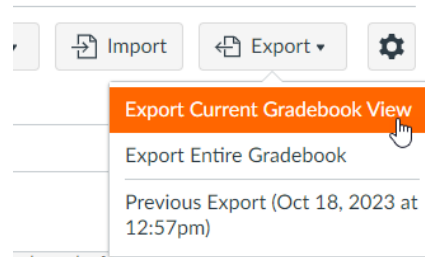 Import Export
Export Current Gradebook View
Export Entire Gradebook
Previous Export (Oct 18, 2023 at
12:57pm)